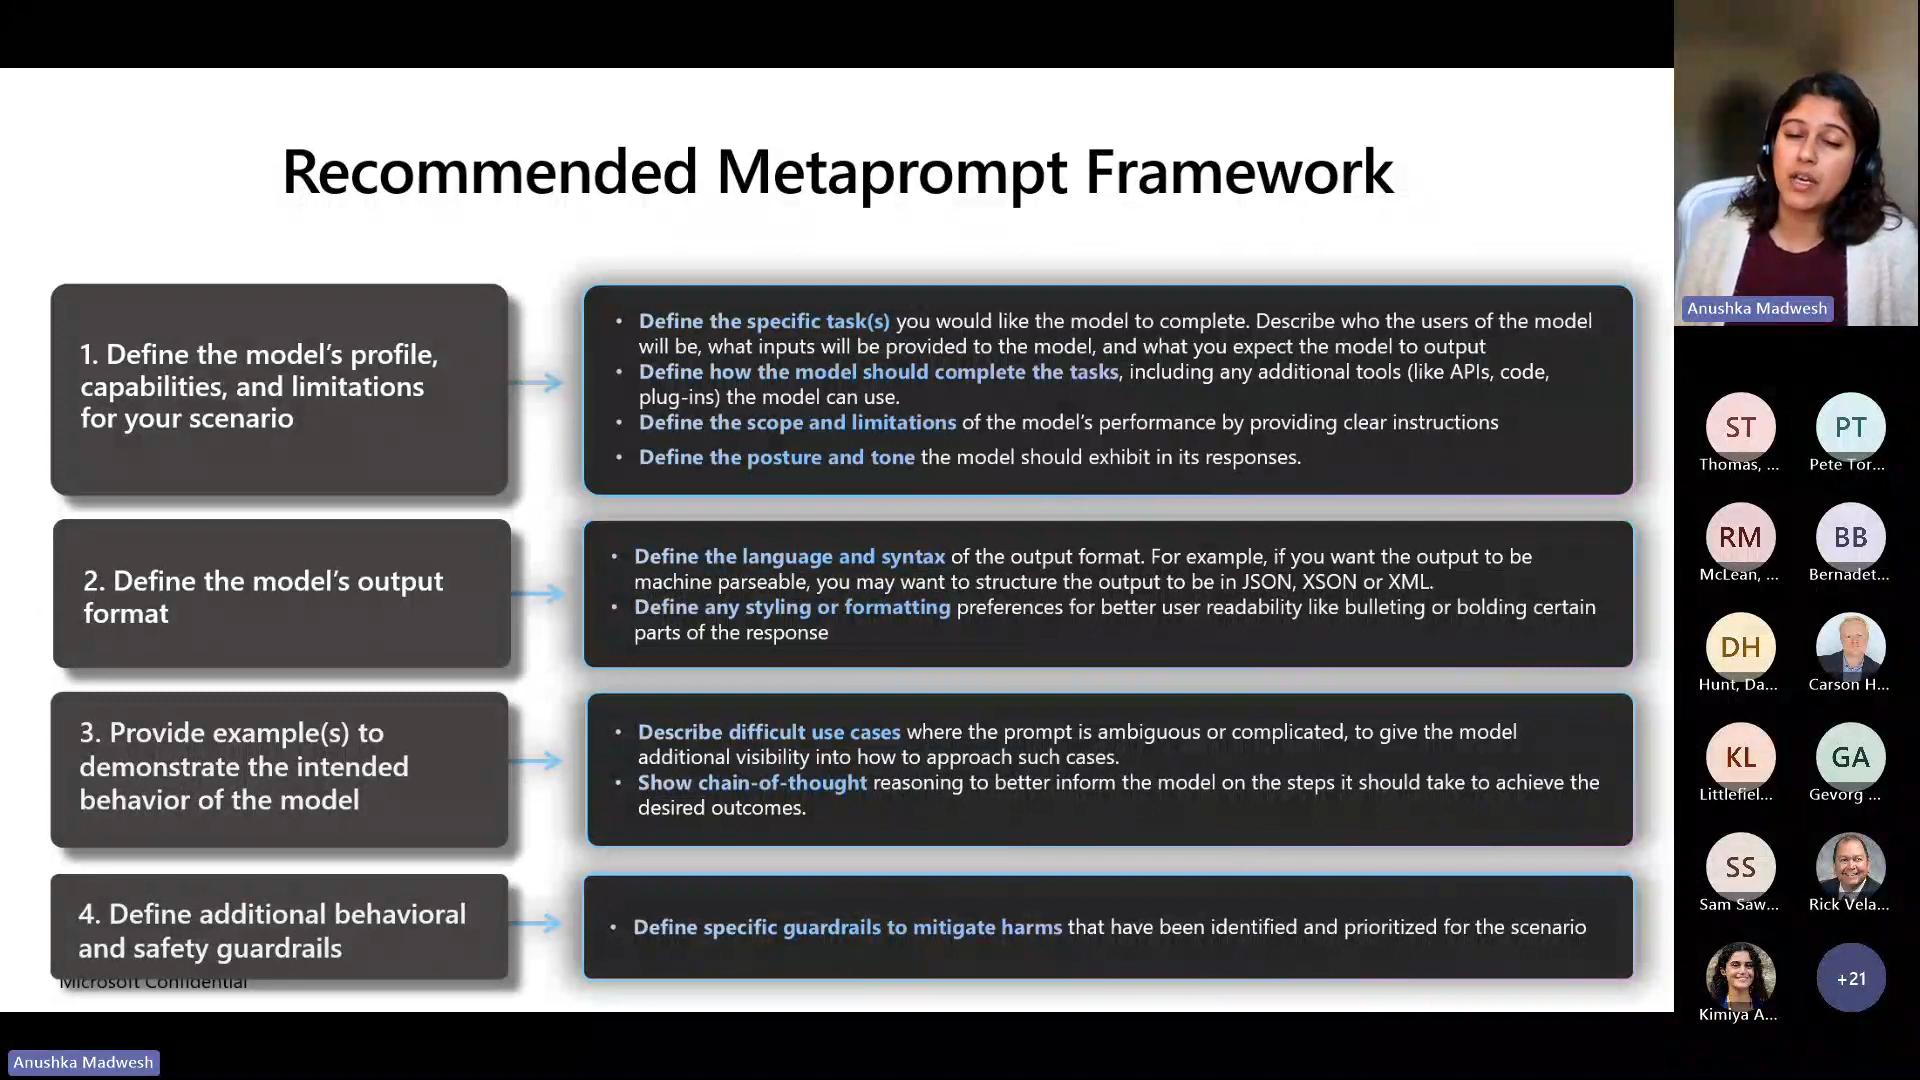 Recommended Metaprompt Framework
1. Define the model's profile,
capabilities, and limitations
for your scenario
• Define the specific task(s) you would like the model to complete. Describe who the users of the model
will be, what inputs will be provided to the model, and what you expect the model to output
• Define how the model should complete the tasks, including any additional tools (like APIs, code,
plug-ins) the model can use.
• Define the scope and limitations of the model's performance by providing clear instructions
• Define the posture and tone the model should exhibit in its responses.
2. Define the model's output
format
• Define the language and syntax of the output format. For example, if you want the output to be
machine parseable, you may want to structure the output to be in JSON, XSON or XML.
• Define any styling or formatting preferences for better user readability like bulleting or bolding certain
parts of the response
3. Provide example(s) to
demonstrate the intended
behavior of the model
• Describe difficult use cases where the prompt is ambiguous or complicated, to give the model
additional visibility into how to approach such cases.
• Show chain-of-thought reasoning to better inform the model on the steps it should take to achieve the
desired outcomes.
4. Define additional behavioral
and safety guardrails
• Define specific guardrails to mitigate harms that have been identified and prioritized for the scenario
Microsoft Confidential
Anushka Madwesh
Anushka Madwesh
ST
Thomas, ...
PT
Pete Tor...
RM
McLean, ...
BB
Bernadet...
DH
Hunt, Da...
Carson H...
KL
Littlefiel...
GA
Gevorg ...
SS
Sam Saw...
Rick Vela...
Kimiya A...
+21